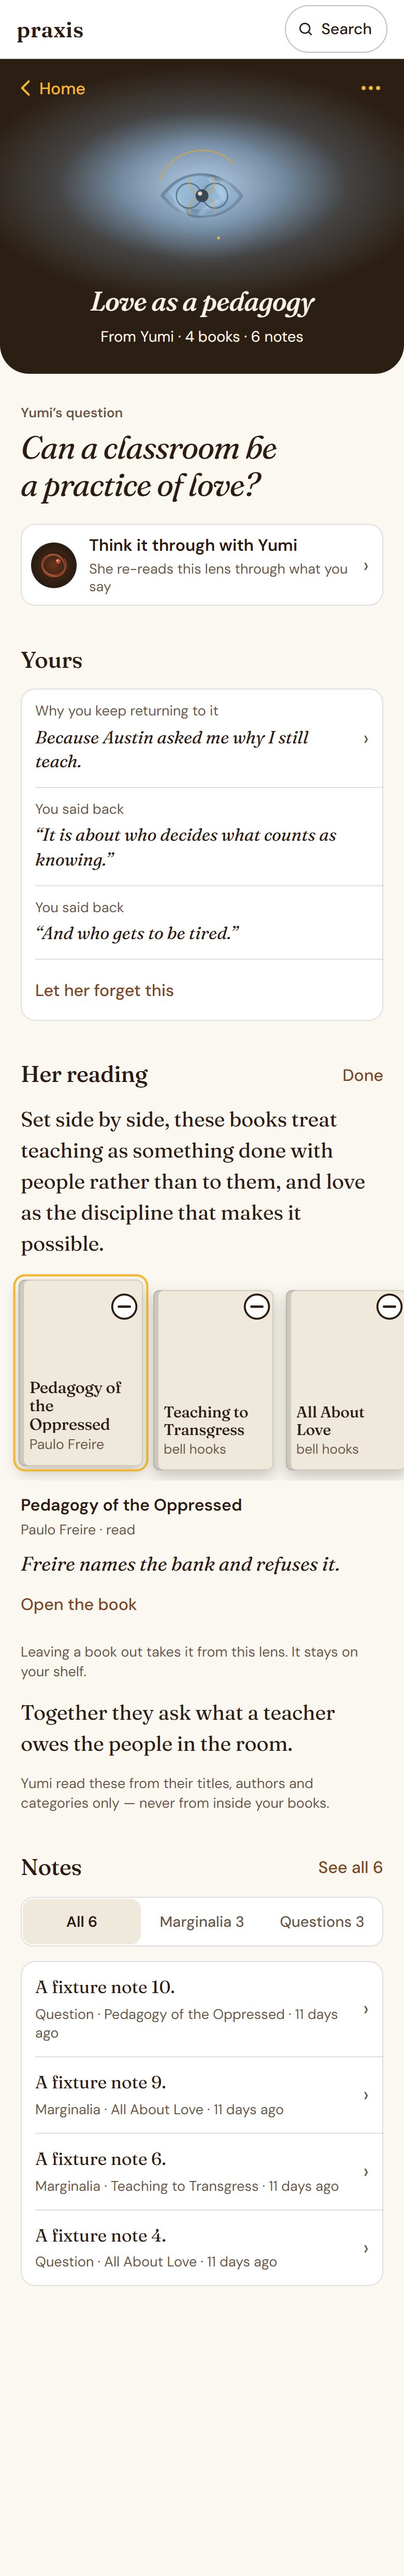 praxis
Search
Home
Love as a pedagogy
From Yumi · 4 books · 6 notes
Yumi’s question
Can a classroom be
a practice of love?
Think it through with Yumi
She re-reads this lens through what you
say
Yours
Why you keep returning to it
Because Austin asked me why I still
teach.
You said back
“It is about who decides what counts as
knowing.”
You said back
“And who gets to be tired.”
Let her forget this
Her reading
Done
Set side by side, these books treat
teaching as something done with
people rather than to them, and love
as the discipline that makes it
possible.
Pedagogy of
the
Oppressed
Paulo Freire
Teaching to
Transgress
bell hooks
All About
Love
bell hooks
Pedagogy of the Oppressed
Paulo Freire · read
Freire names the bank and refuses it.
Open the book
Leaving a book out takes it from this lens. It stays on
your shelf.
Together they ask what a teacher
owes the people in the room.
Yumi read these from their titles, authors and
categories only — never from inside your books.
Notes
See all 6
All 6
Marginalia 3
Questions 3
A fixture note 10.
Question · Pedagogy of the Oppressed · 11 days
ago
A fixture note 9.
Marginalia · All About Love · 11 days ago
A fixture note 6.
Marginalia · Teaching to Transgress · 11 days ago
A fixture note 4.
Question · All About Love · 11 days ago